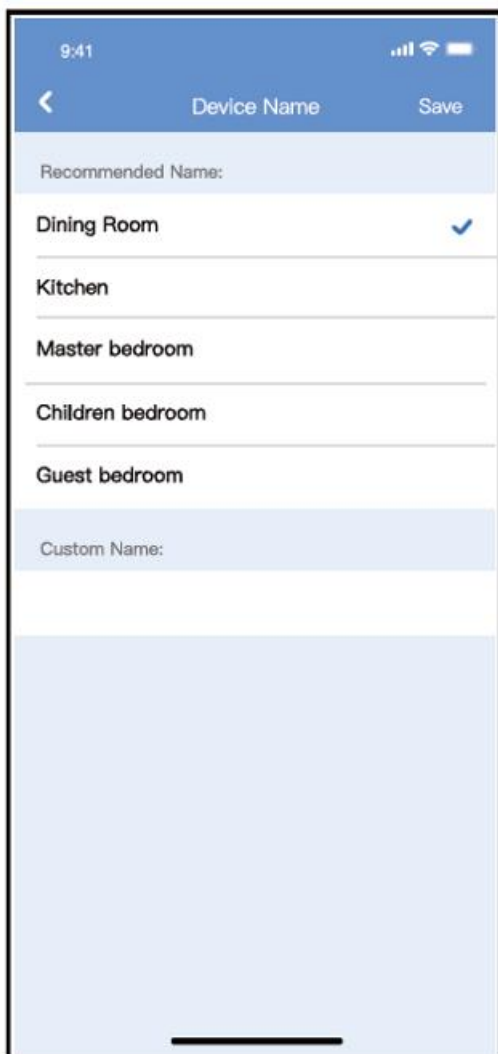 9:41
Device Name Save
Recommended Name:
Dining Room
Kitchen
Master bedroom
Children bedroom
Guest bedroom
Custom Name: